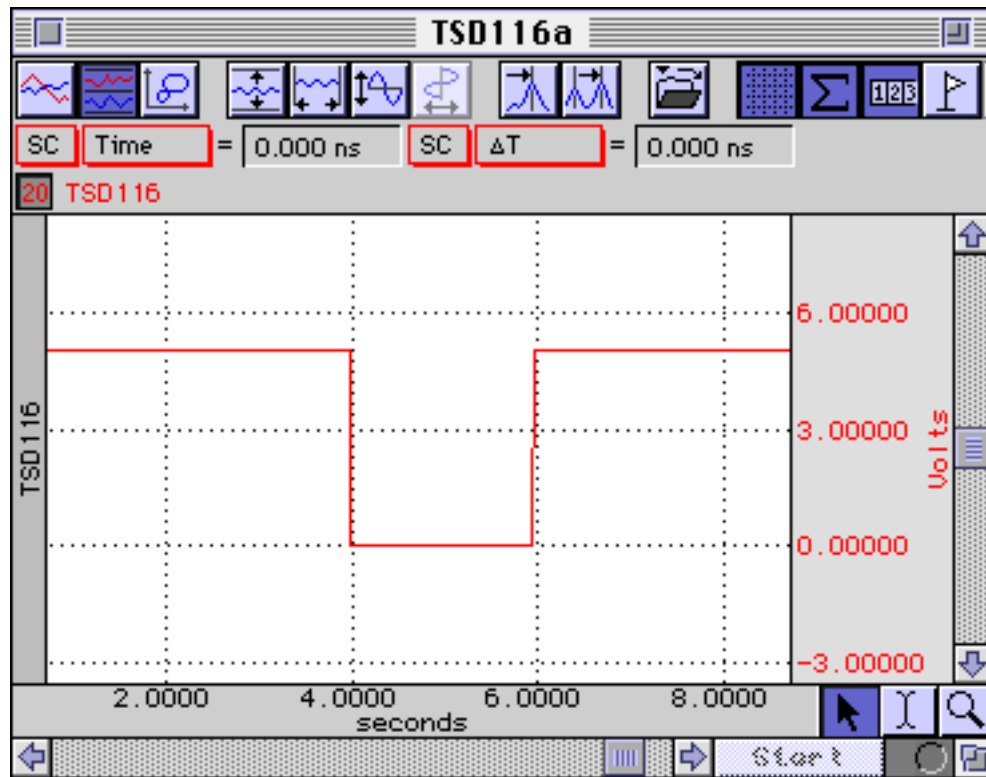 TSD116a
123
SC Time = 0.000 ns SC ΔT = 0.000 ns
20 TSD116
TSD116
6.00000
3.00000
0.00000
-3.00000
Volts
2.0000 4.0000 6.0000 8.0000
seconds
Start